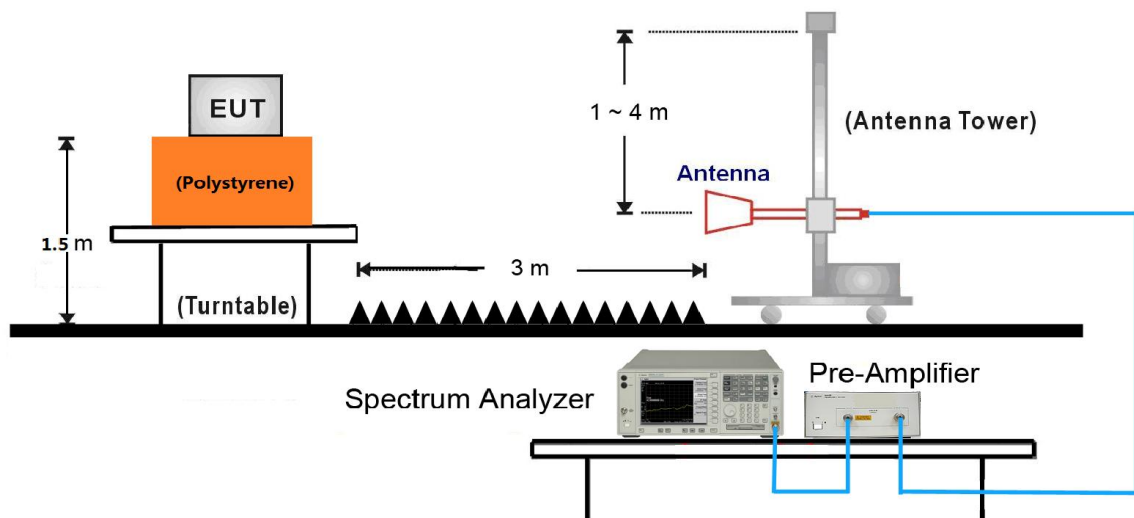 EUT
1 ~ 4 m
(Antenna Tower)
(Polystyrene)
Antenna
1.5 m
3 m
(Turntable)
Spectrum Analyzer
Pre-Amplifier